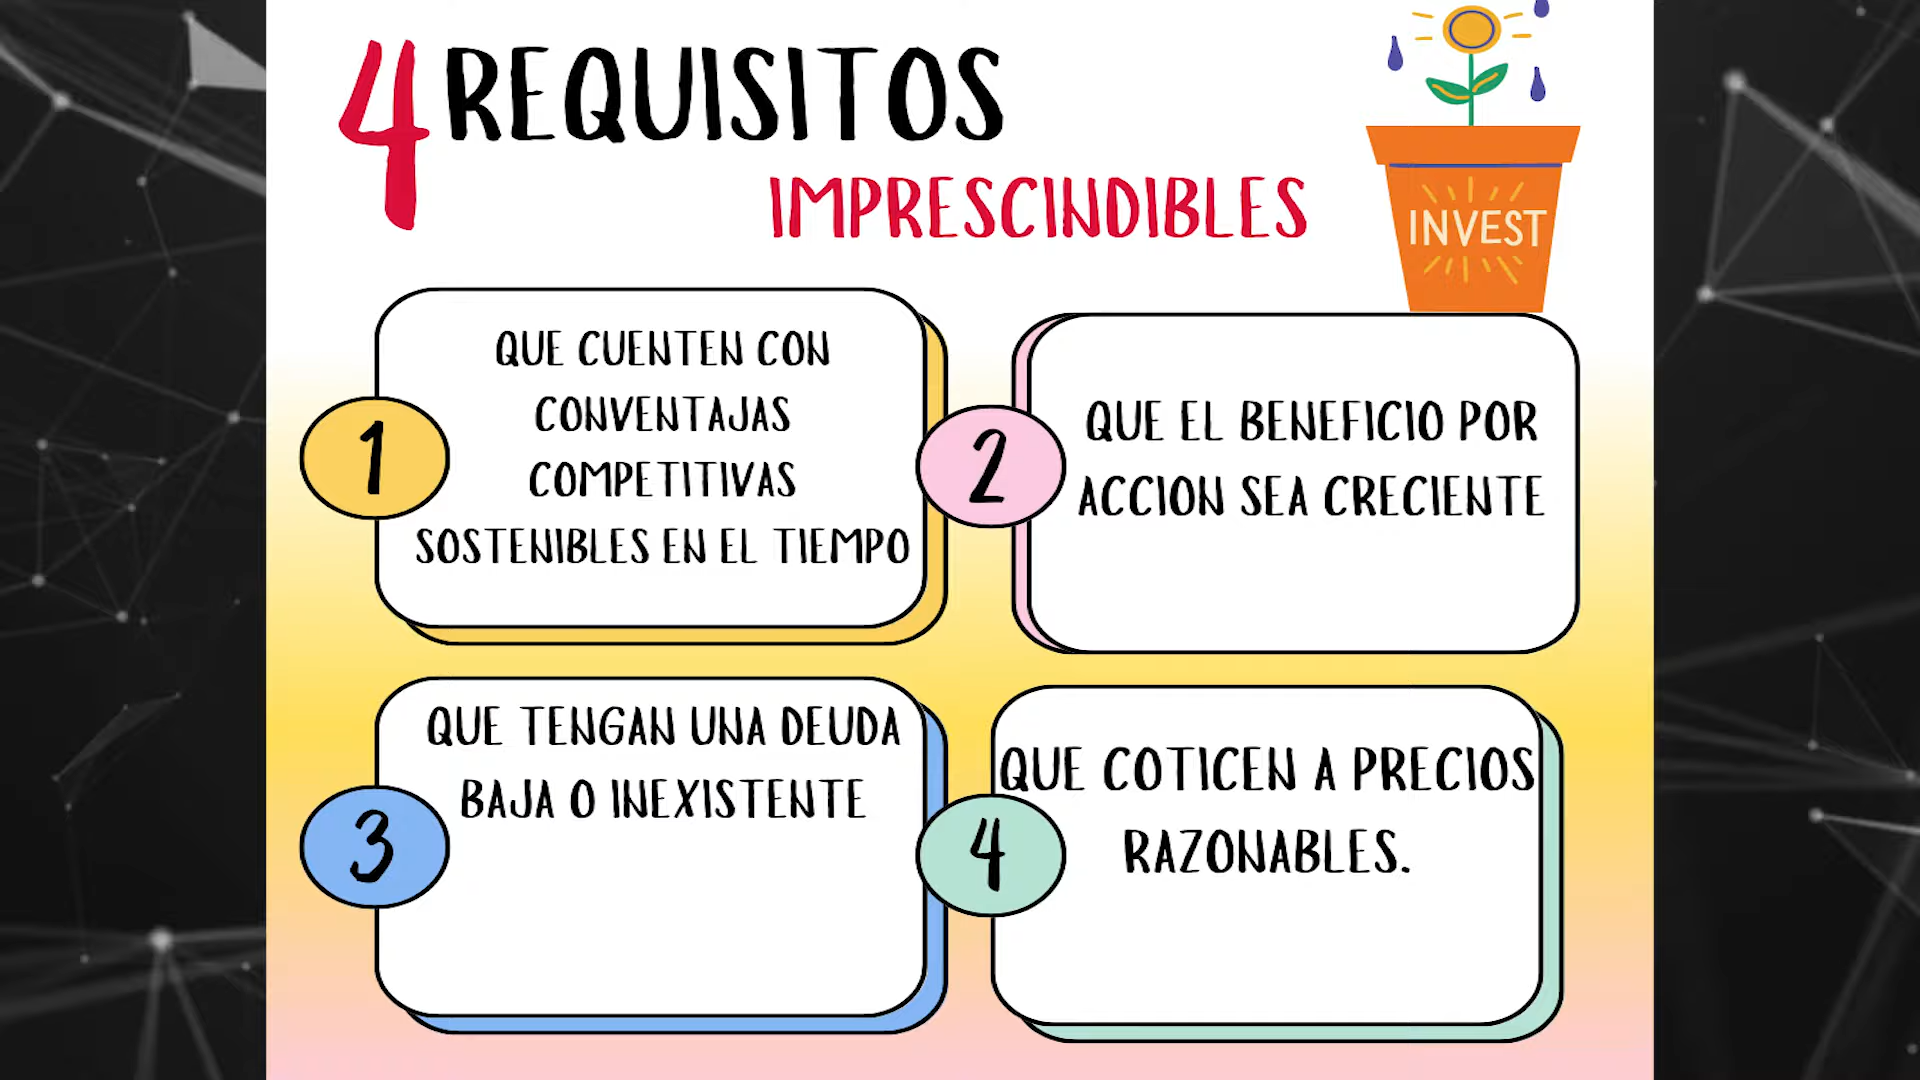 4 REQUISITOS
IMPRESCINDIBLES
INVEST
1
QUE CUENTEN CON
CONVENTAJAS
COMPETITIVAS
SOSTENIBLES EN EL TIEMPO
2
QUE EL BENEFICIO POR
ACCION SEA CRECIENTE
3
QUE TENGAN UNA DEUDA
BAJA O INEXISTENTE
4
QUE COTICEN A PRECIOS
RAZONABLES.